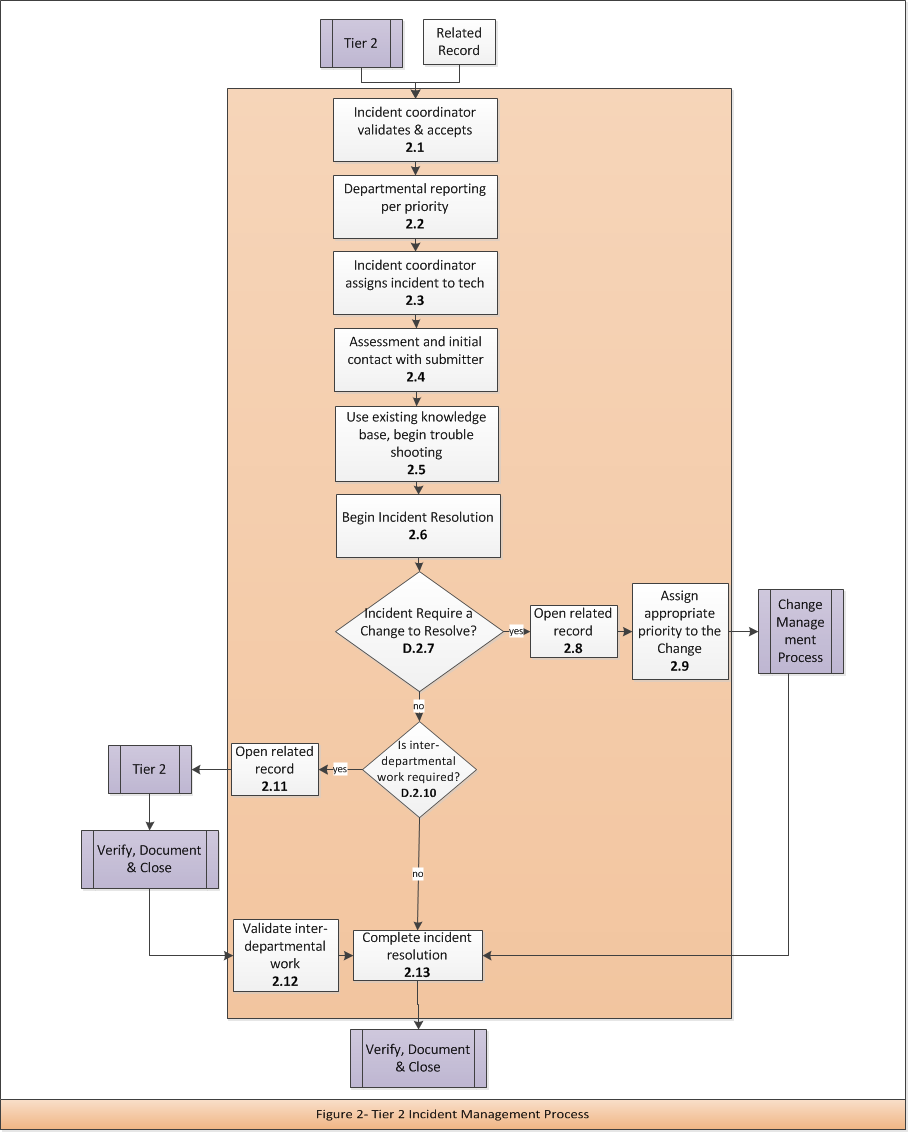 Tier 2
Related
Record
Incident coordinator
validates & accepts
2.1
Departmental reporting
per priority
2.2
Incident coordinator
assigns incident to tech
2.3
Assessment and initial
contact with submitter
2.4
Use existing knowledge
base, begin trouble
shooting
2.5
Begin Incident Resolution
2.6
Incident Require a
Change to Resolve?
D.2.7
yes
Open related
record
2.8
Assign
appropriate
priority to the
Change
2.9
Change
Manage
ment
Process
no
Is inter-
departmental
work required?
D.2.10
yes
Open related
record
2.11
Tier 2
Verify, Document
& Close
no
Validate inter-
departmental
work
2.12
Complete incident
resolution
2.13
Verify, Document
& Close
Figure 2- Tier 2 Incident Management Process